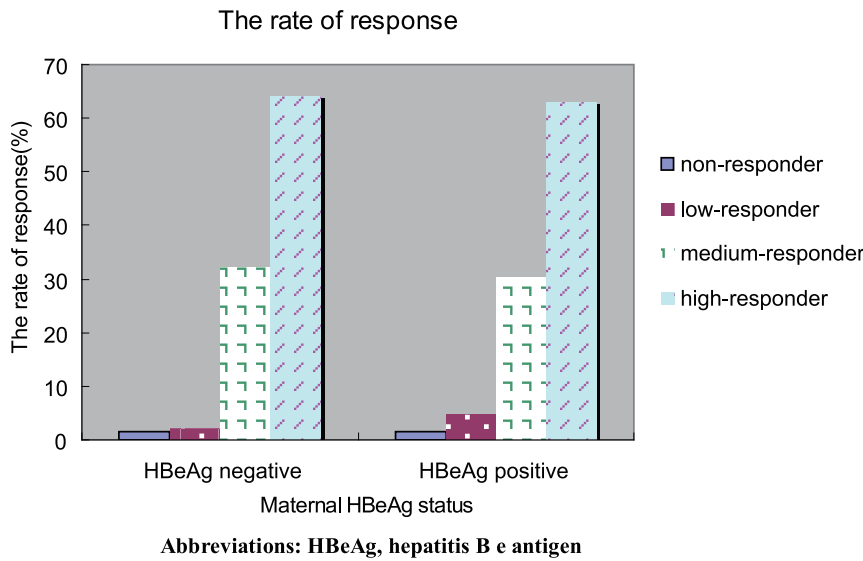 The rate of response
The rate of response(%)
70
60
50
40
30
20
10
0
HBeAg negative
HBeAg positive
Maternal HBeAg status
non-responder
low-responder
medium-responder
high-responder
Abbreviations: HBeAg, hepatitis B e antigen